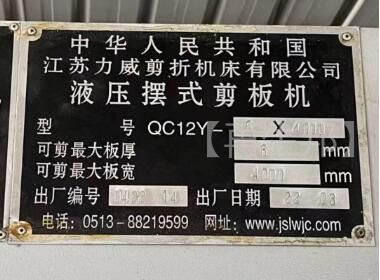 中华人民共和国
江苏力威剪折机床有限公司
液压摆式剪板机
型号 QC12Y- 6 X 4000
可剪最大板厚 6 mm
可剪最大板宽 4000 mm
出厂编号 出厂日期
电话：0513-88219599 网址：www.jslwjc.com